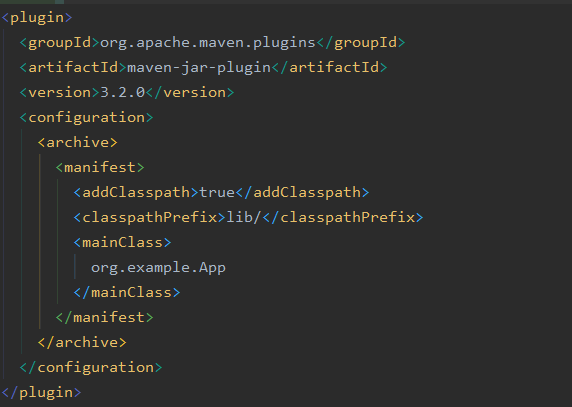 <plugin>
<groupId>org.apache.maven.plugins</groupId>
<artifactId>maven-jar-plugin</artifactId>
<version>3.2.0</version>
<configuration>
<archive>
<manifest>
<addClasspath>true</addClasspath>
<classpathPrefix>lib/</classpathPrefix>
<mainClass>
org.example.App
</mainClass>
</manifest>
</archive>
</configuration>
</plugin>